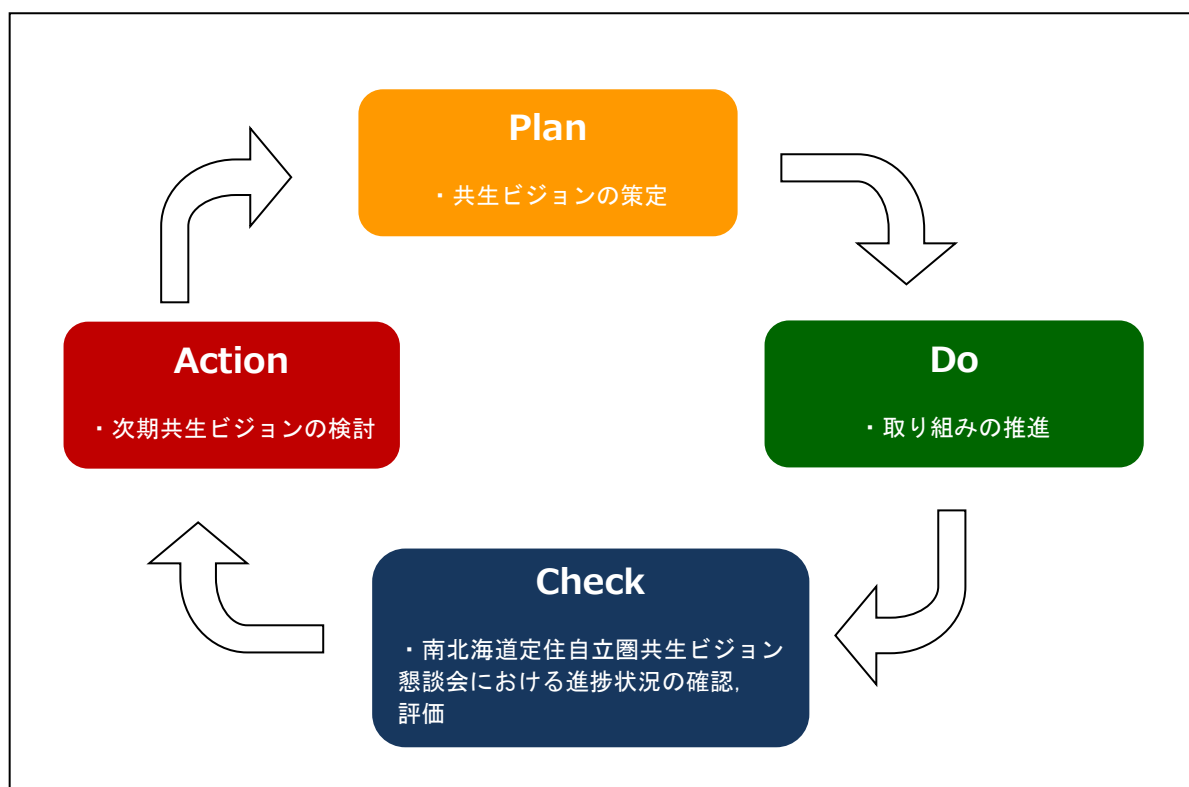 Plan
・共生ビジョンの策定
Do
・取り組みの推進
Check
・南北海道定住自立圏共生ビジョン
懇談会における進捗状況の確認，
評価
Action
・次期共生ビジョンの検討